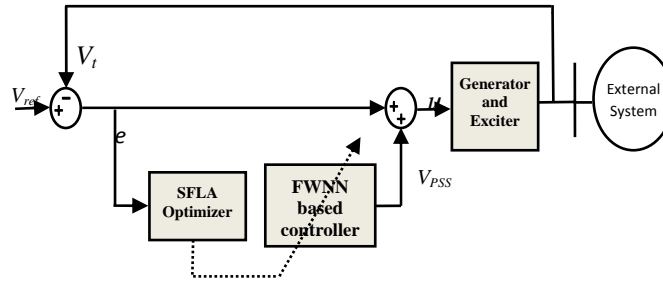 V_t
V_ref
−
+
e
+
+
u
Generator
and
Exciter
External
System
V_PSS
SFLA
Optimizer
FWNN
based
controller